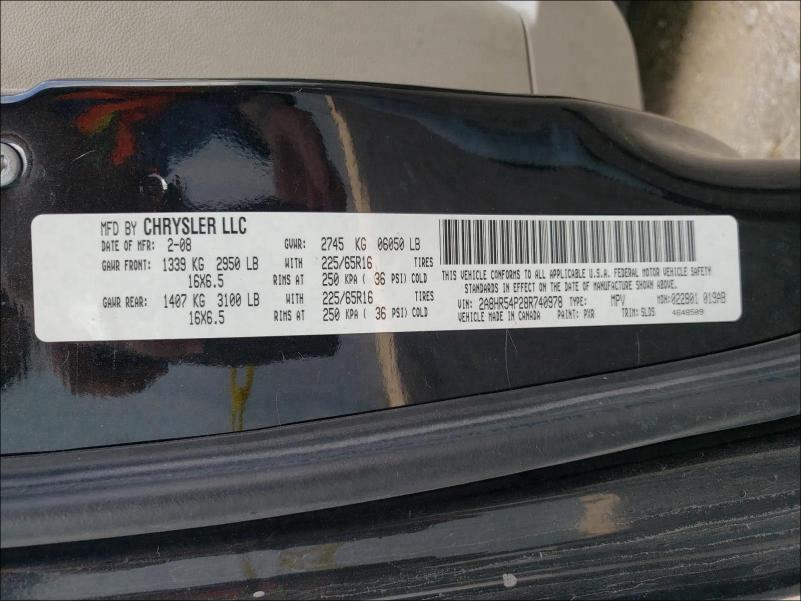 MFD BY CHRYSLER LLC
DATE OF MFR: 2-08 GVWR: 2745 KG 06050 LB
GAWR FRONT: 1339 KG 2950 LB WITH 225/65R16 TIRES
16X6.5 RIMS AT 250 KPA ( 36 PSI) COLD
GAWR REAR: 1407 KG 3100 LB WITH 225/65R16 TIRES
16X6.5 RIMS AT 250 KPA ( 36 PSI) COLD
THIS VEHICLE CONFORMS TO ALL APPLICABLE U.S.A. FEDERAL MOTOR VEHICLE SAFETY
STANDARDS IN EFFECT ON THE DATE OF MANUFACTURE SHOWN ABOVE.
VIN: 2A8HR54P28R740978 TYPE: MPV MDH: 022801 019AB
VEHICLE MADE IN CANADA PAINT: PXR TRIM: SLDS 4648509